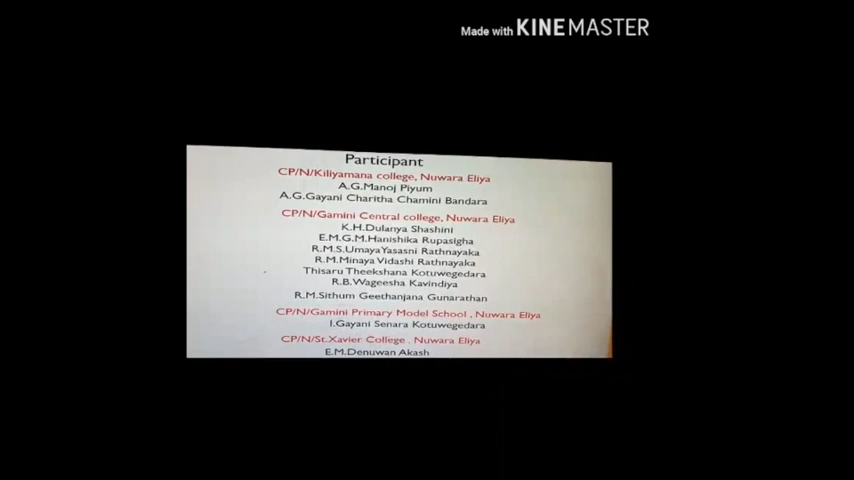 Made with KINEMASTER
Participant
CP/N/Kiliyamana college, Nuwara Eliya
A.G.Manoj Piyum
A.G.Gayani Charitha Chamini Bandara
CP/N/Gamini Central college, Nuwara Eliya
K.H.Dulanya Shashini
E.M.G.M.Hanishika Rupasigha
R.M.S.Umaya Yasasni Rathnayaka
R.M.Minaya Vidashi Rathnayaka
Thisaru Theekshana Kotuwegedara
R.B.Wageesha Kavindiya
R.M.Sithum Geethanjana Gunarathan
CP/N/Gamini Primary Model School , Nuwara Eliya
I.Gayani Senara Kotuwegedara
CP/N/St.Xavier College . Nuwara Eliya
E.M.Denuwan Akash